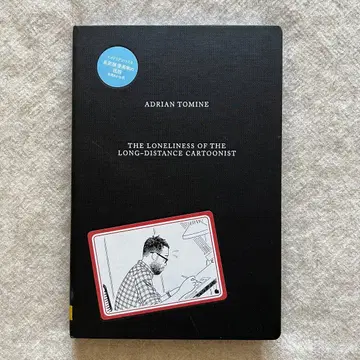 ADRIAN TOMINE
THE LONELINESS OF THE
LONG-DISTANCE CARTOONIST